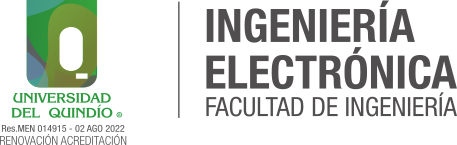 UNIVERSIDAD
DEL QUINDÍO ®
Res.MEN 014915 - 02 AGO 2022
RENOVACIÓN ACREDITACIÓN
INGENIERÍA
ELECTRÓNICA
FACULTAD DE INGENIERÍA